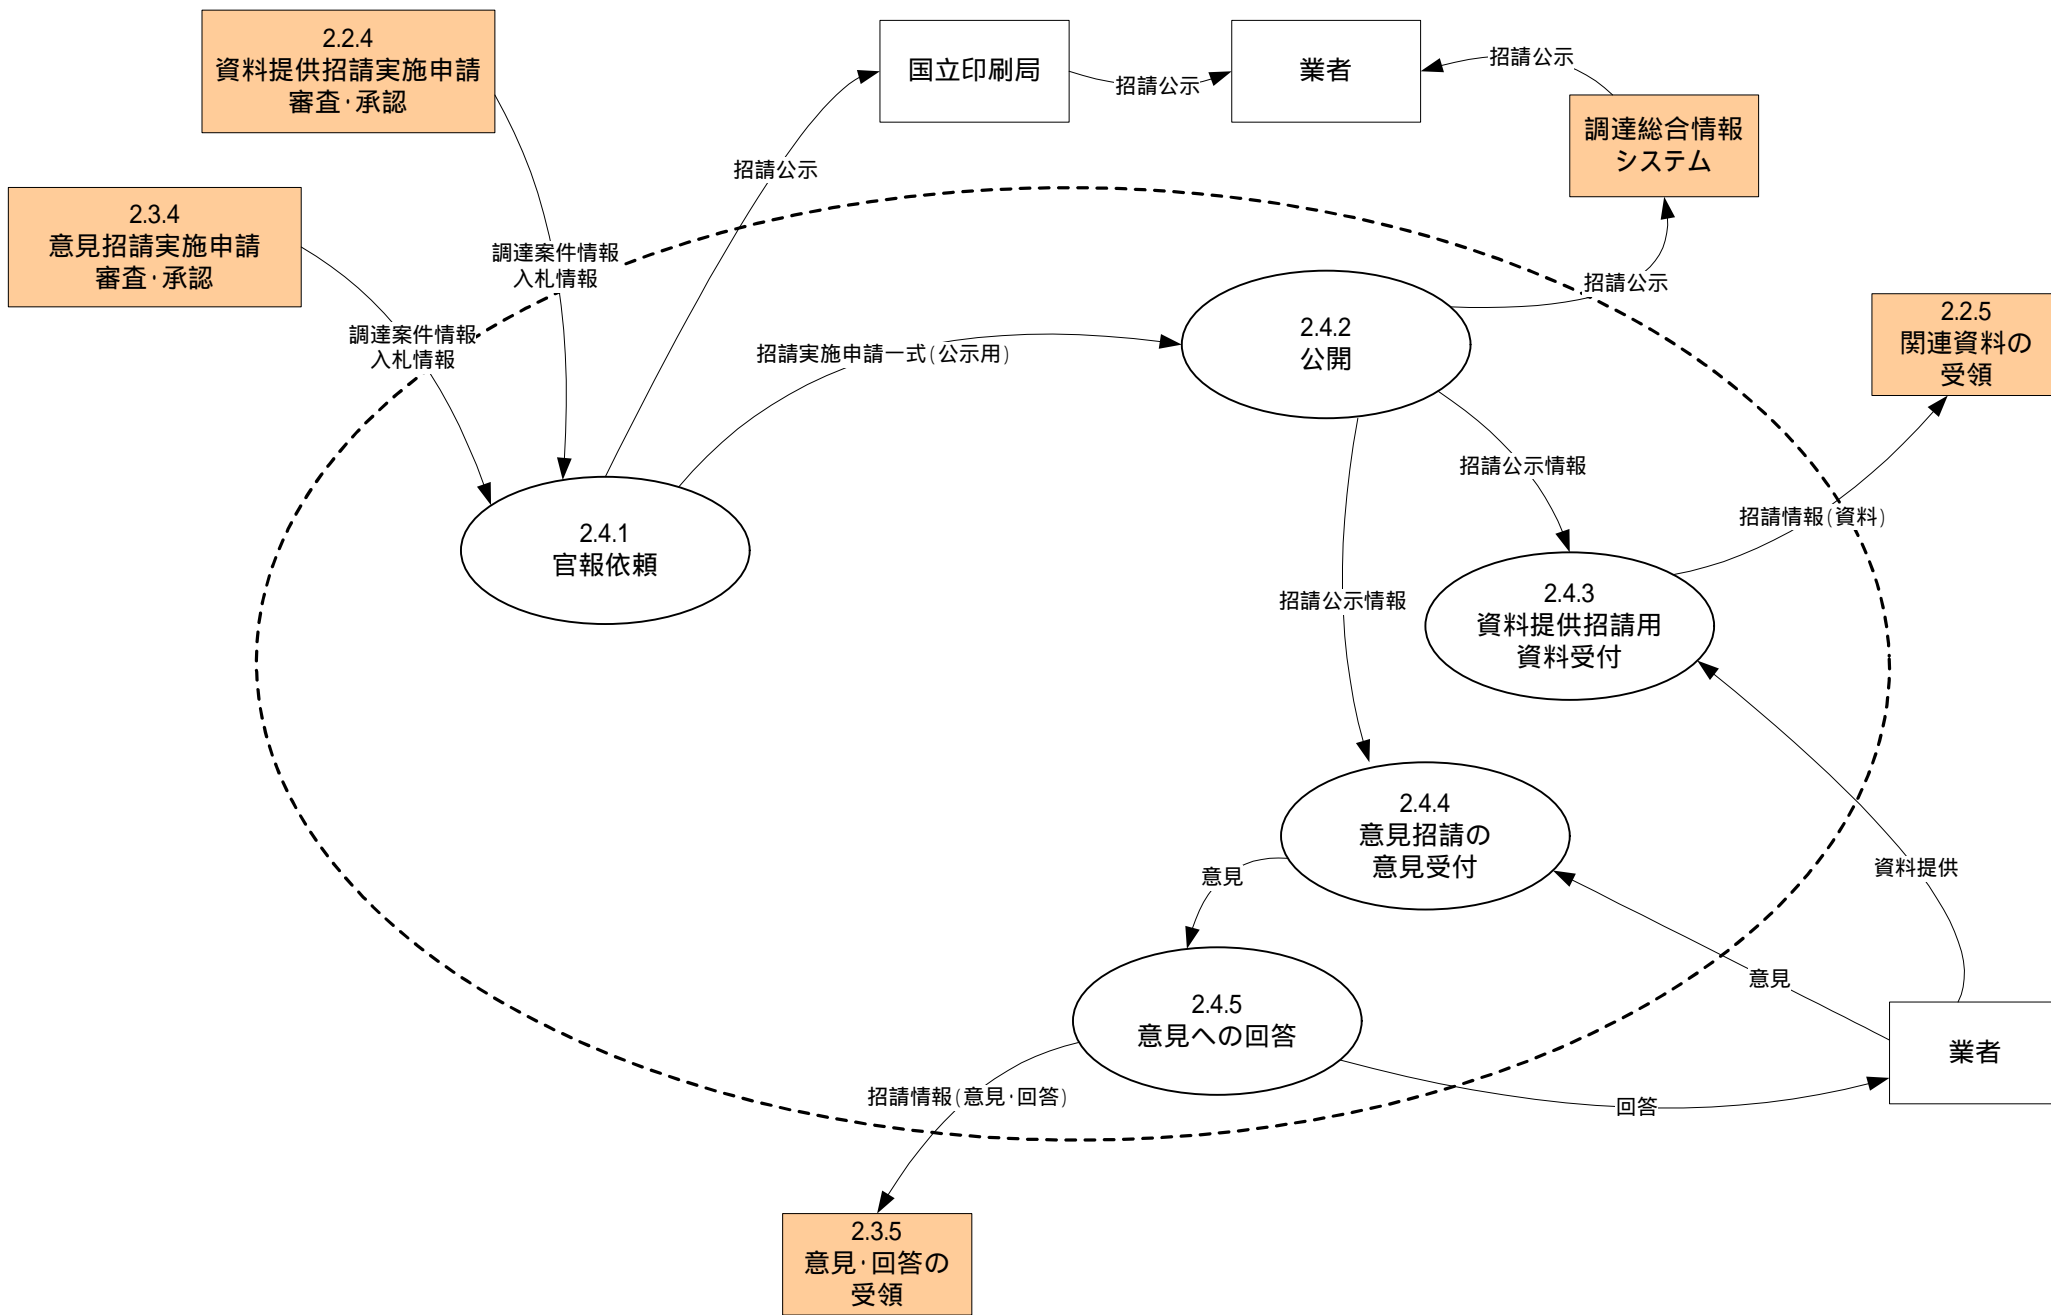 2.2.4
資料提供招請実施申請
審査・承認
国立印刷局
業者
招請公示
招請公示
調達総合情報
システム
招請公示
2.3.4
意見招請実施申請
審査・承認
調達案件情報
入札情報
招請公示
調達案件情報
入札情報
招請実施申請一式(公示用)
2.4.2
公開
2.2.5
関連資料の
受領
招請公示情報
招請情報(資料)
2.4.1
官報依頼
招請公示情報
2.4.3
資料提供招請用
資料受付
2.4.4
意見招請の
意見受付
意見
資料提供
意見
2.4.5
意見への回答
業者
招請情報(意見・回答)
回答
2.3.5
意見・回答の
受領